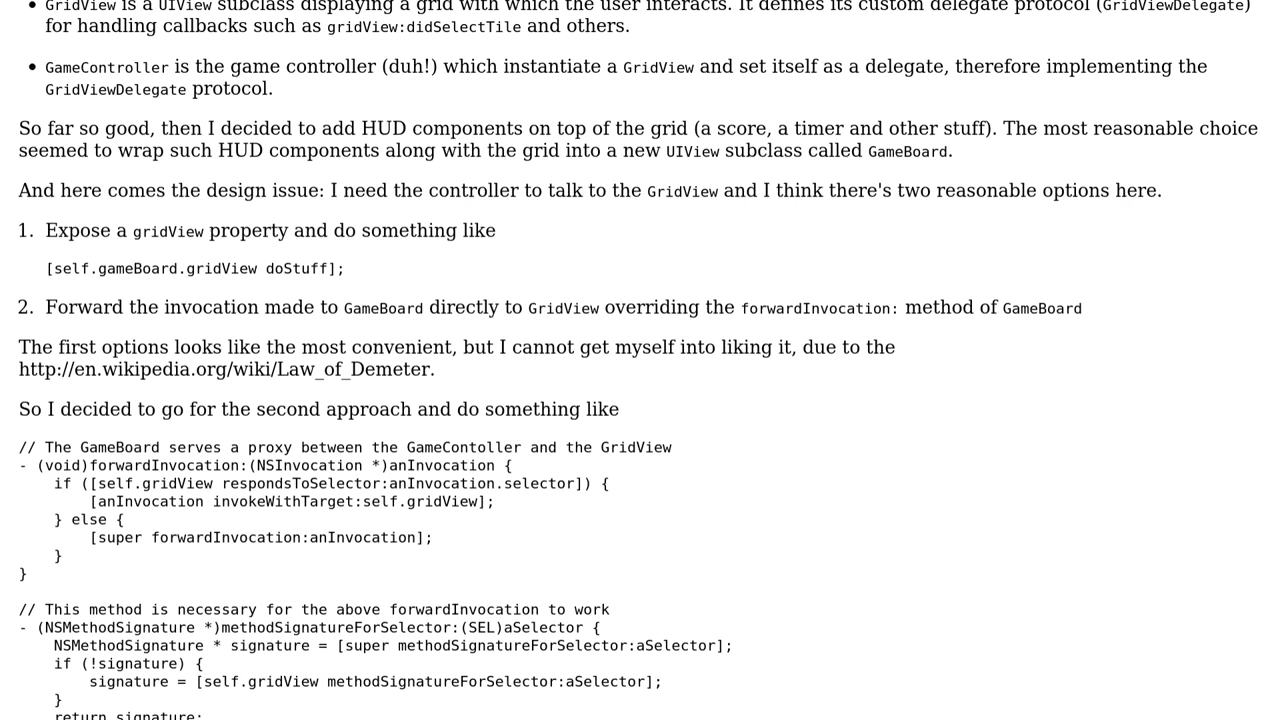 • GridView is a UIView subclass displaying a grid with which the user interacts. It defines its custom delegate protocol (GridViewDelegate)
for handling callbacks such as gridView:didSelectTile and others.
• GameController is the game controller (duh!) which instantiate a GridView and set itself as a delegate, therefore implementing the
GridViewDelegate protocol.
So far so good, then I decided to add HUD components on top of the grid (a score, a timer and other stuff). The most reasonable choice
seemed to wrap such HUD components along with the grid into a new UIView subclass called GameBoard.
And here comes the design issue: I need the controller to talk to the GridView and I think there's two reasonable options here.
1. Expose a gridView property and do something like
[self.gameBoard.gridView doStuff];
2. Forward the invocation made to GameBoard directly to GridView overriding the forwardInvocation: method of GameBoard
The first options looks like the most convenient, but I cannot get myself into liking it, due to the
http://en.wikipedia.org/wiki/Law_of_Demeter.
So I decided to go for the second approach and do something like
// The GameBoard serves a proxy between the GameContoller and the GridView
- (void)forwardInvocation:(NSInvocation *)anInvocation {
    if ([self.gridView respondsToSelector:anInvocation.selector]) {
        [anInvocation invokeWithTarget:self.gridView];
    } else {
        [super forwardInvocation:anInvocation];
    }
}
// This method is necessary for the above forwardInvocation to work
- (NSMethodSignature *)methodSignatureForSelector:(SEL)aSelector {
    NSMethodSignature * signature = [super methodSignatureForSelector:aSelector];
    if (!signature) {
        signature = [self.gridView methodSignatureForSelector:aSelector];
    }
    return signature;